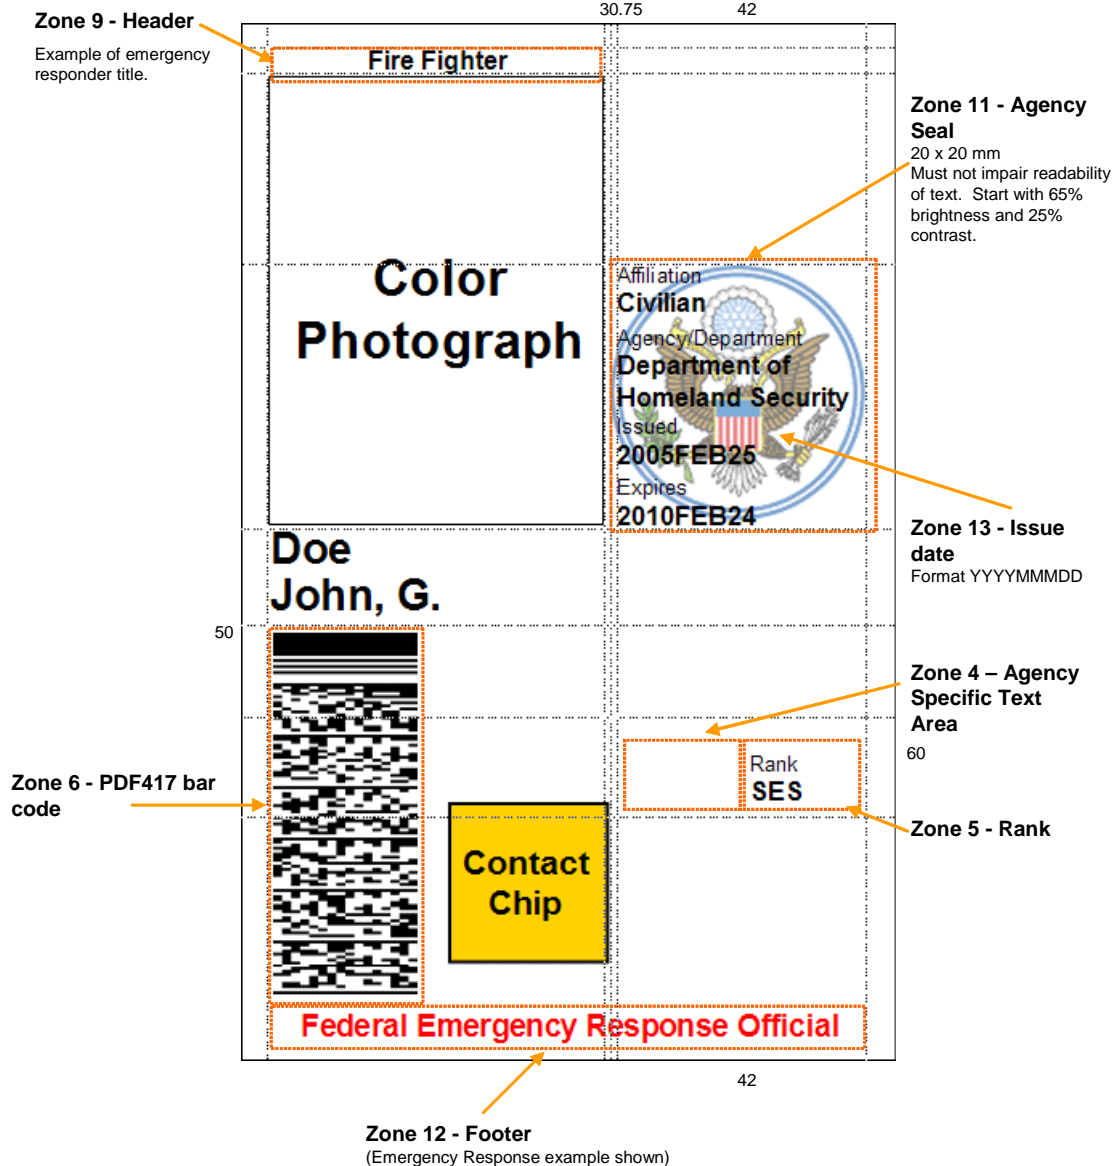 30.75
42
Zone 9 - Header
Example of emergency
responder title.
Fire Fighter
Zone 11 - Agency
Seal
20 x 20 mm
Must not impair readability
of text. Start with 65%
brightness and 25%
contrast.
Color
Photograph
Affiliation
Civilian
Agency/Department
Department of
Homeland Security
Issued
2005FEB25
Expires
2010FEB24
Zone 13 - Issue
date
Format YYYYMMMDD
Doe
John, G.
50
Zone 4 – Agency
Specific Text
Area
60
Rank
SES
Zone 6 - PDF417 bar
code
Zone 5 - Rank
Contact
Chip
Federal Emergency Response Official
42
Zone 12 - Footer
(Emergency Response example shown)